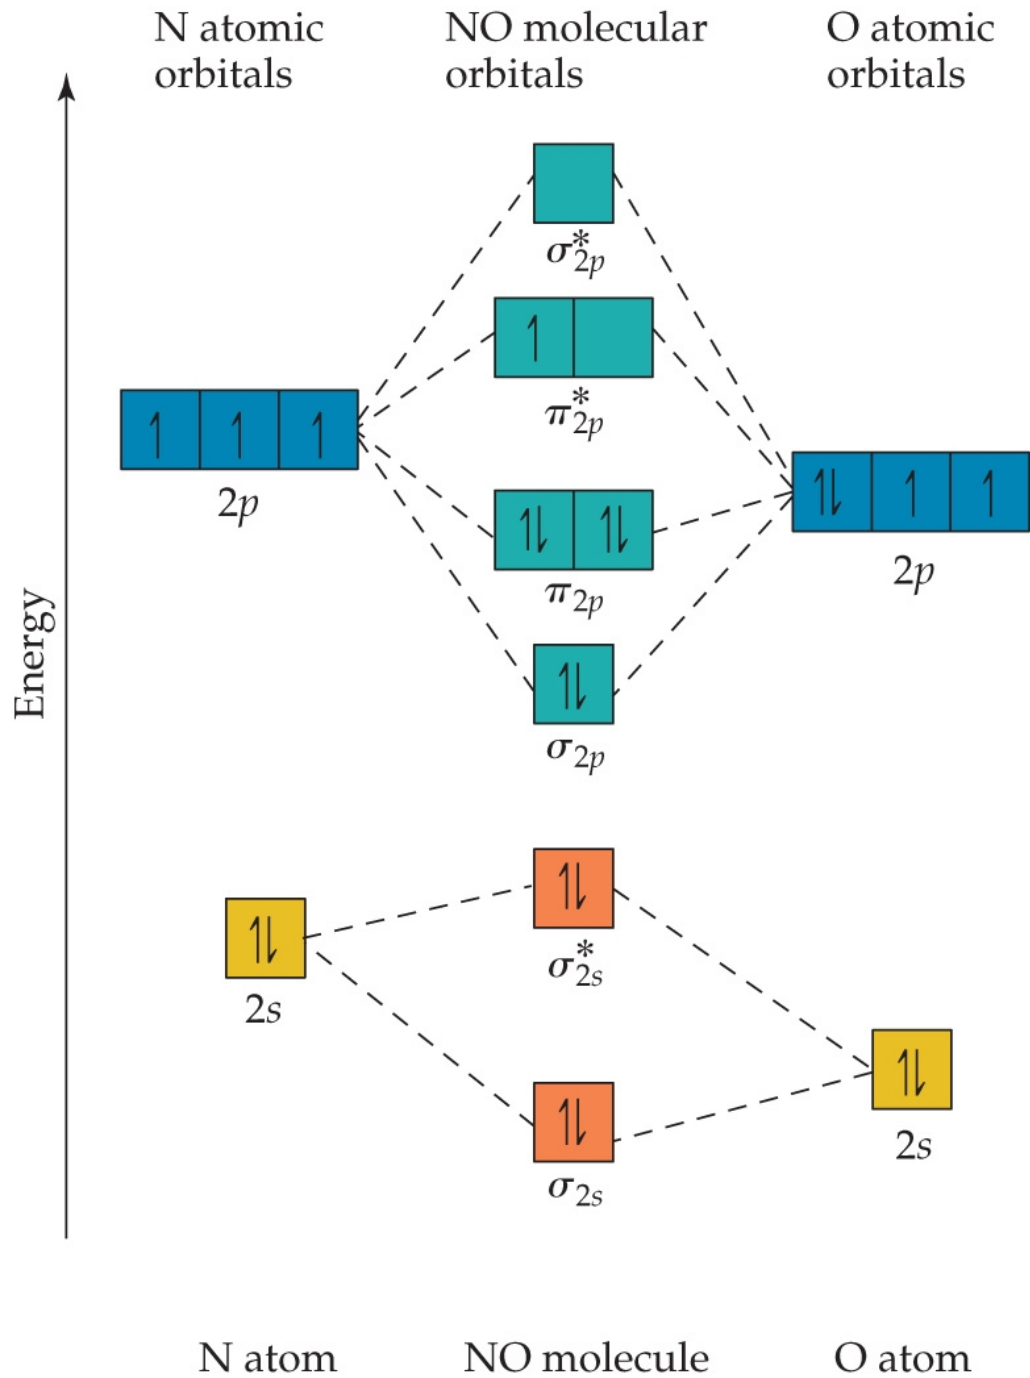 N atomic
orbitals
NO molecular
orbitals
O atomic
orbitals
σ*2p
π*2p
2p
2p
π2p
Energy
σ2p
σ*2s
2s
2s
σ2s
N atom
NO molecule
O atom